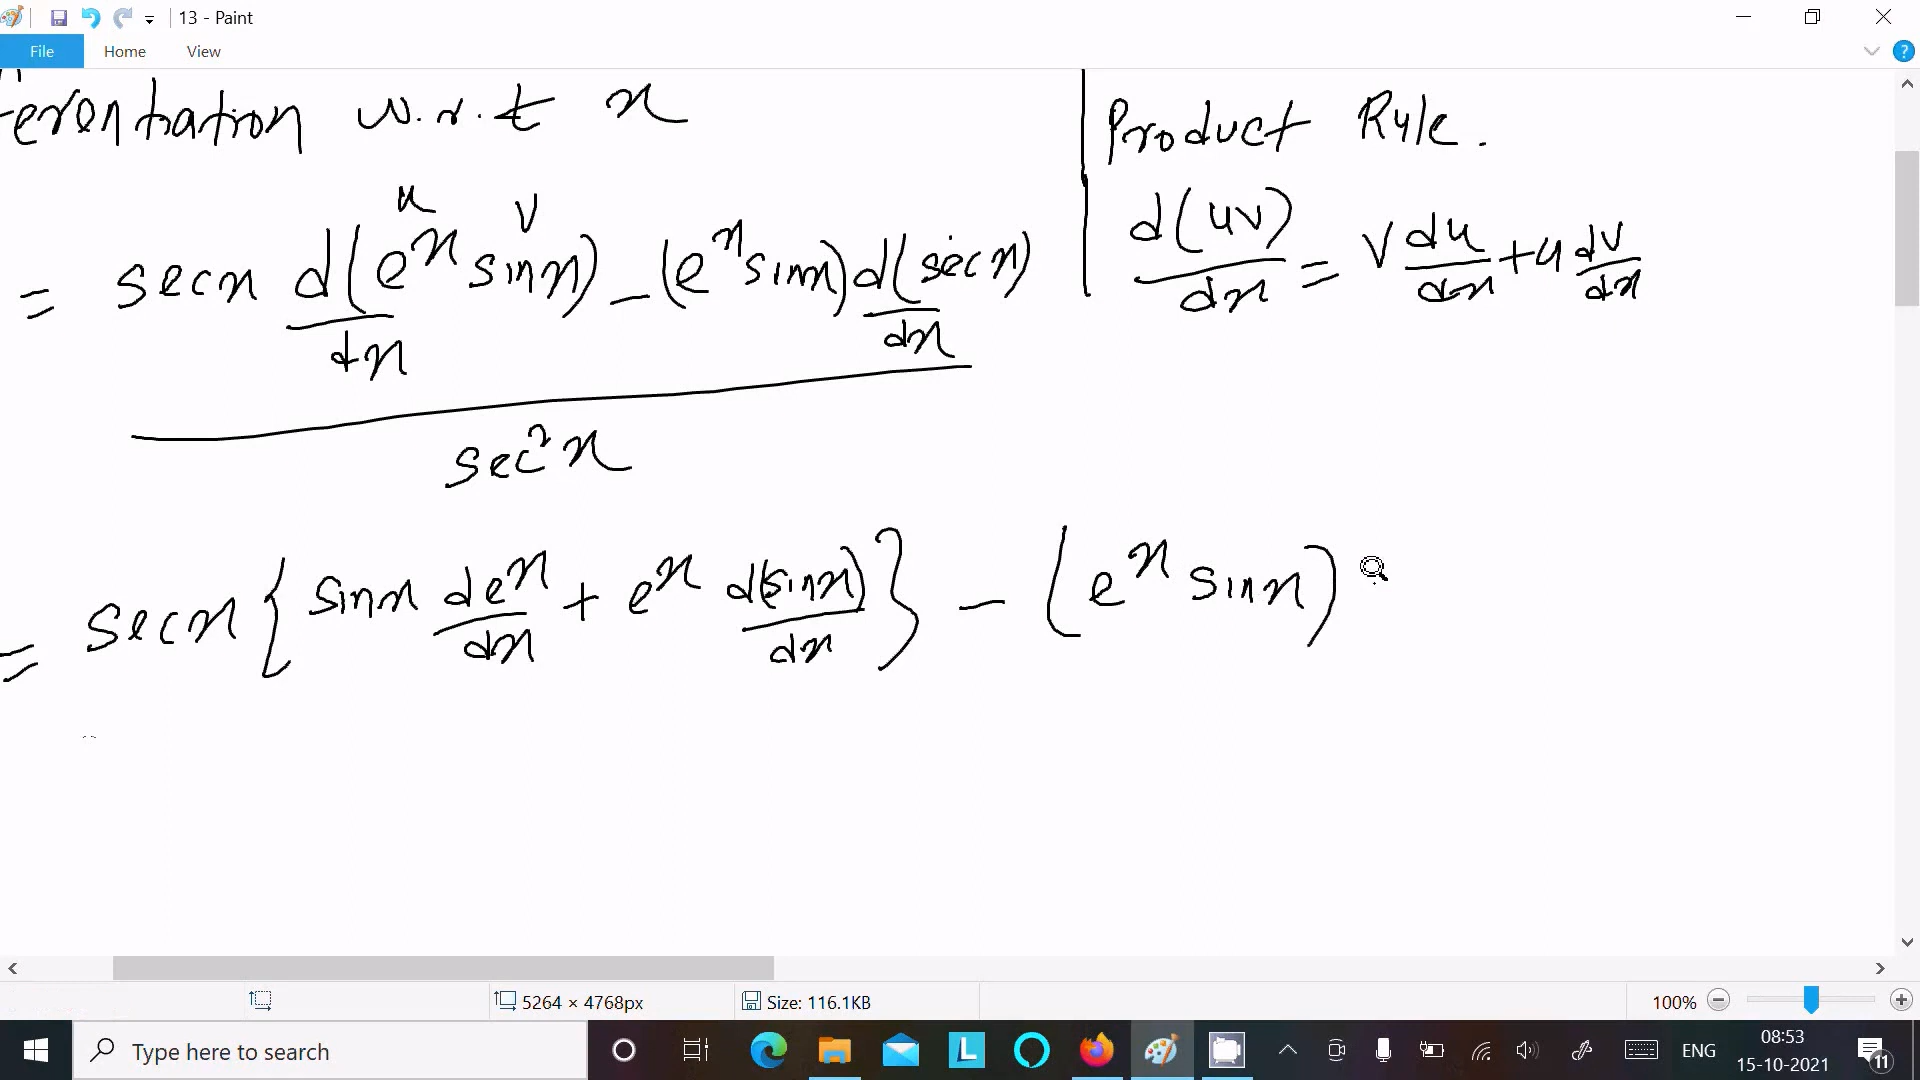 13 - Paint
File Home View
ferentiation w.r.t x
Product Rule.
u v
= secx d(e^x sinx)/dx - (e^x sinx) d(secx)/dx
sec²x
d(uv)/dx = v du/dx + u dv/dx
= secx { sinx de^x/dx + e^x d(sinx)/dx } - (e^x sinx)
5264 × 4768px
Size: 116.1KB
100%
Type here to search
L
ENG
08:53
15-10-2021
11